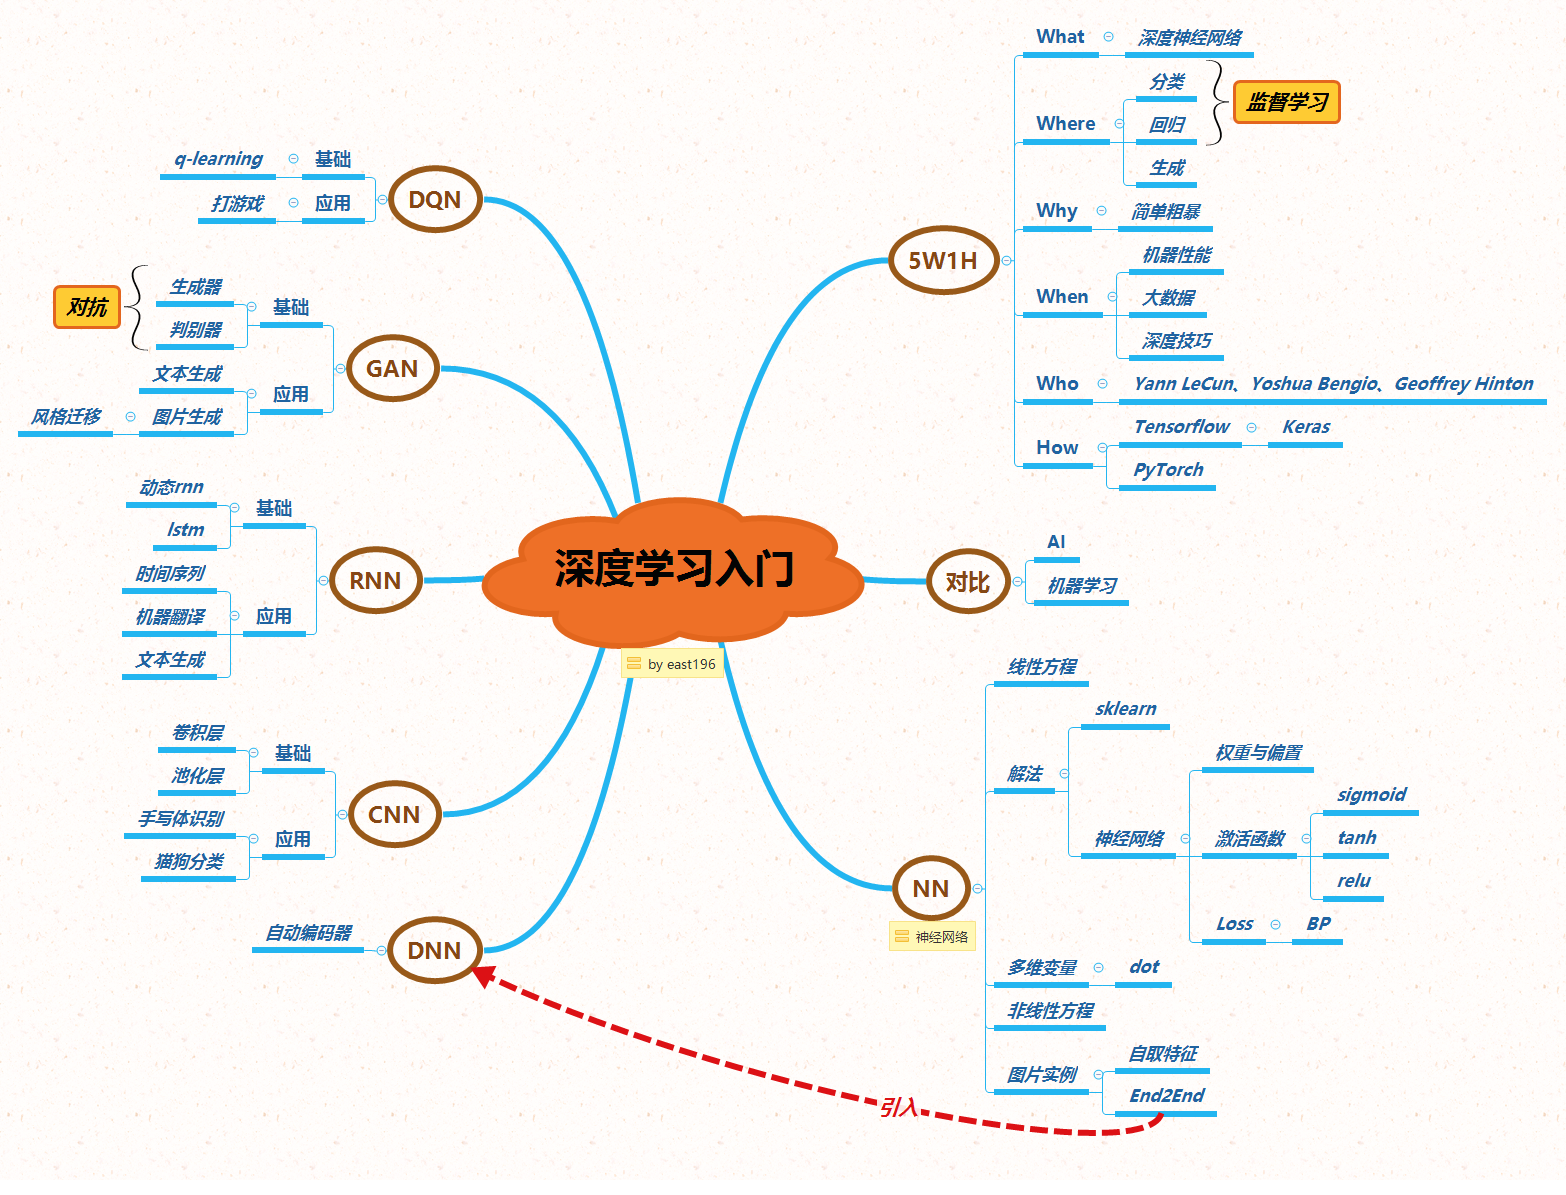 深度学习入门
by east196
5W1H
What
深度神经网络
Where
分类
回归
监督学习
生成
Why
简单粗暴
When
机器性能
大数据
深度技巧
Who
Yann LeCun、Yoshua Bengio、Geoffrey Hinton
How
Tensorflow
Keras
PyTorch
对比
AI
机器学习
NN
神经网络
线性方程
解法
sklearn
神经网络
权重与偏置
激活函数
sigmoid
tanh
relu
Loss
BP
多维变量
dot
非线性方程
图片实例
自取特征
End2End
引入
DQN
基础
q-learning
应用
打游戏
GAN
基础
生成器
判别器
对抗
应用
文本生成
图片生成
风格迁移
RNN
基础
动态rnn
lstm
应用
时间序列
机器翻译
文本生成
CNN
基础
卷积层
池化层
应用
手写体识别
猫狗分类
DNN
自动编码器